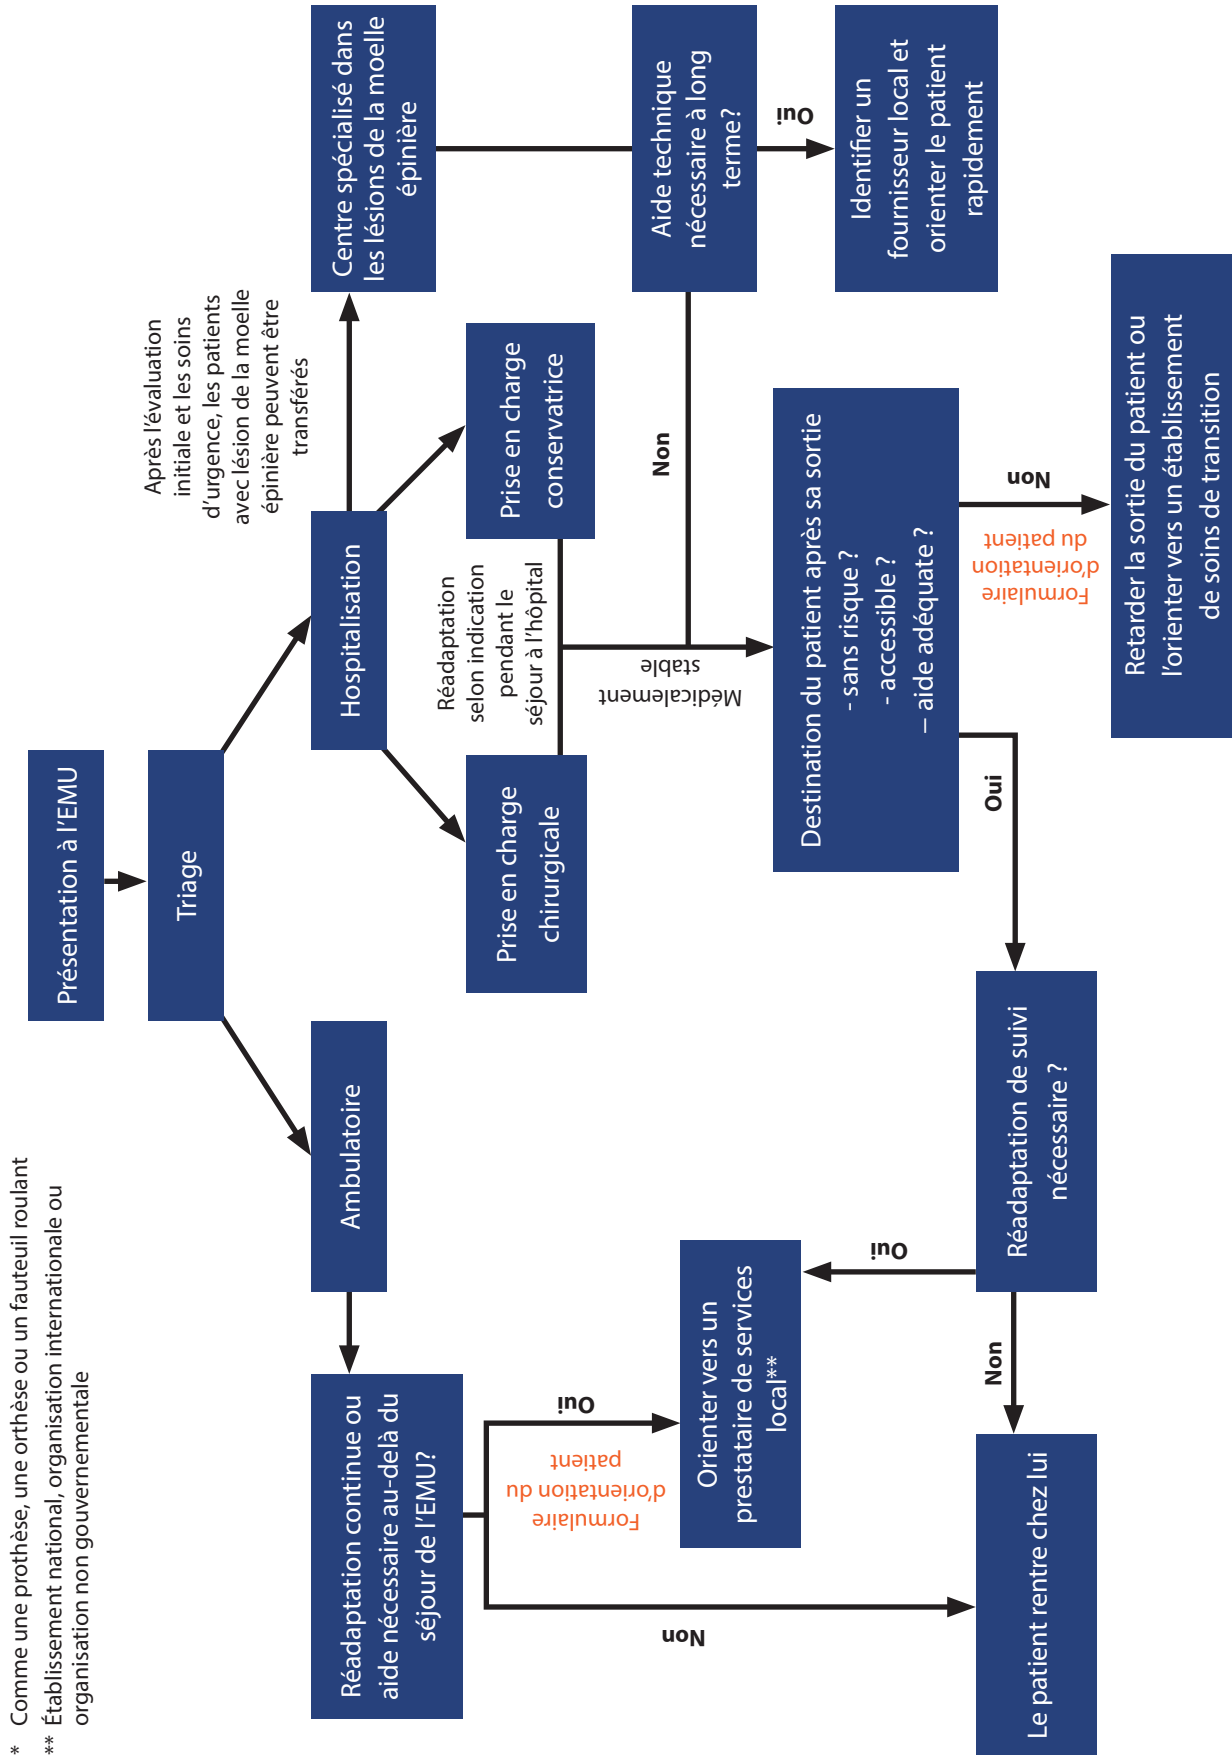 * Comme une prothèse, une orthèse ou un fauteuil roulant
** Établissement national, organisation internationale ou
organisation non gouvernementale
Présentation à l'EMU
Triage
Ambulatoire
Hospitalisation
Après l'évaluation
initiale et les soins
d'urgence, les patients
avec lésion de la moelle
épinière peuvent être
transférés
Centre spécialisé dans
les lésions de la moelle
épinière
Réadaptation continue ou
aide nécessaire au-delà du
séjour de l'EMU?
Prise en charge
chirurgicale
Réadaptation
selon indication
pendant le
séjour à l'hôpital
Prise en charge
conservatrice
Médicalement
stable
Non
Aide technique
nécessaire à long
terme?
Oui
Identifier un
fournisseur local et
orienter le patient
rapidement
Formulaire
d'orientation du
patient
Oui
Non
Orienter vers un
prestataire de services
local**
Destination du patient après sa sortie
- sans risque ?
- accessible ?
– aide adéquate ?
Oui
Formulaire
d'orientation
du patient
Non
Retarder la sortie du patient ou
l'orienter vers un établissement
de soins de transition
Réadaptation de suivi
nécessaire ?
Oui
Non
Le patient rentre chez lui